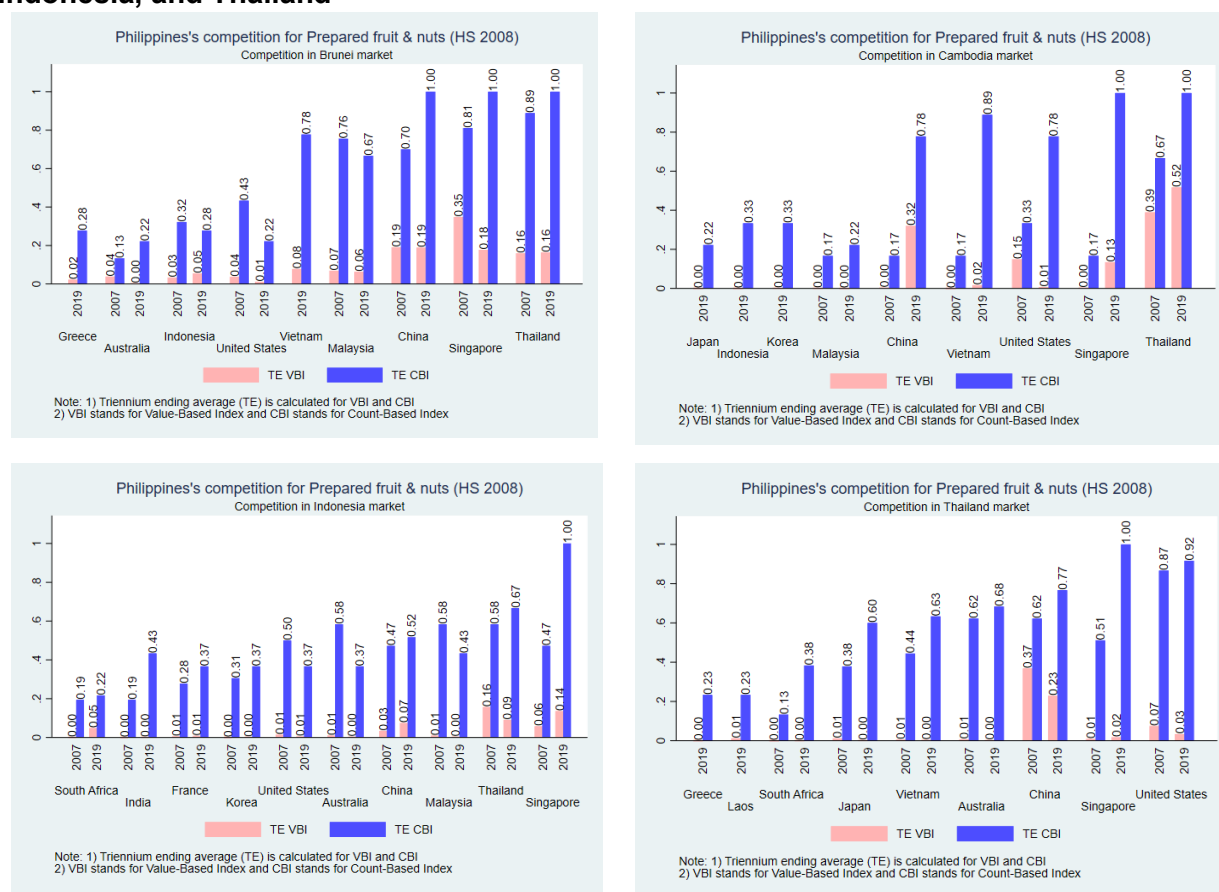 Indonesia, and Thailand
Philippines's competition for Prepared fruit & nuts (HS 2008)
Competition in Brunei market
0 .2 .4 .6 .8 1
0.02 0.28 0.04 0.13 0.00 0.22 0.03 0.32 0.05 0.28 0.04 0.43 0.01 0.22 0.08 0.78 0.07 0.76 0.06 0.67 0.19 0.70 0.19 1.00 0.35 0.81 0.18 1.00 0.16 0.89 0.16 1.00
2019 2007 2019 2007 2019 2007 2019 2019 2007 2019 2007 2019 2007 2019 2007 2019
Greece Australia Indonesia United States Vietnam Malaysia China Singapore Thailand
TE VBI TE CBI
Note: 1) Triennium ending average (TE) is calculated for VBI and CBI
2) VBI stands for Value-Based Index and CBI stands for Count-Based Index
Philippines's competition for Prepared fruit & nuts (HS 2008)
Competition in Cambodia market
0 .2 .4 .6 .8 1
0.00 0.22 0.00 0.33 0.00 0.33 0.00 0.17 0.00 0.22 0.00 0.17 0.32 0.78 0.00 0.17 0.02 0.89 0.15 0.33 0.01 0.78 0.00 0.17 0.13 1.00 0.39 0.67 0.52 1.00
2019 2019 2019 2007 2019 2007 2019 2007 2019 2007 2019 2007 2019 2007 2019
Japan Indonesia Korea Malaysia China Vietnam United States Singapore Thailand
TE VBI TE CBI
Note: 1) Triennium ending average (TE) is calculated for VBI and CBI
2) VBI stands for Value-Based Index and CBI stands for Count-Based Index
Philippines's competition for Prepared fruit & nuts (HS 2008)
Competition in Indonesia market
0 .2 .4 .6 .8 1
0.00 0.19 0.05 0.22 0.00 0.19 0.00 0.43 0.01 0.28 0.01 0.37 0.00 0.31 0.00 0.37 0.01 0.50 0.01 0.37 0.01 0.58 0.00 0.37 0.03 0.47 0.07 0.52 0.01 0.58 0.00 0.43 0.16 0.58 0.09 0.67 0.06 0.47 0.14 1.00
2007 2019 2007 2019 2007 2019 2007 2019 2007 2019 2007 2019 2007 2019 2007 2019 2007 2019 2007 2019
South Africa India France Korea United States Australia China Malaysia Thailand Singapore
TE VBI TE CBI
Note: 1) Triennium ending average (TE) is calculated for VBI and CBI
2) VBI stands for Value-Based Index and CBI stands for Count-Based Index
Philippines's competition for Prepared fruit & nuts (HS 2008)
Competition in Thailand market
0 .2 .4 .6 .8 1
0.00 0.23 0.01 0.23 0.00 0.13 0.00 0.38 0.01 0.38 0.00 0.60 0.01 0.44 0.00 0.63 0.01 0.62 0.00 0.68 0.37 0.62 0.23 0.77 0.01 0.51 0.02 1.00 0.07 0.87 0.03 0.92
2019 2019 2007 2019 2007 2019 2007 2019 2007 2019 2007 2019 2007 2019 2007 2019
Greece Laos South Africa Japan Vietnam Australia China Singapore United States
TE VBI TE CBI
Note: 1) Triennium ending average (TE) is calculated for VBI and CBI
2) VBI stands for Value-Based Index and CBI stands for Count-Based Index